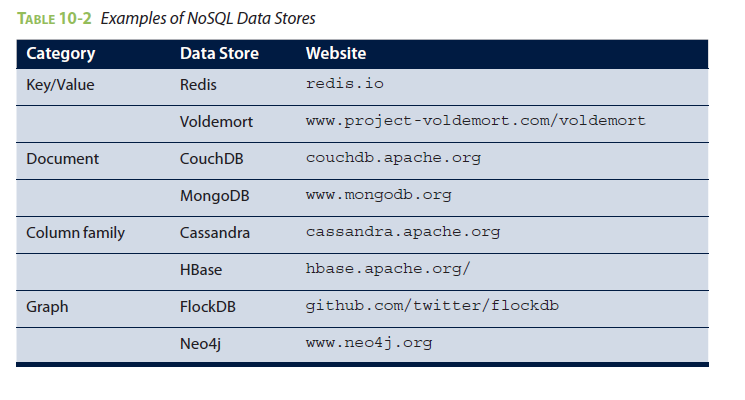 TABLE 10-2 Examples of NoSQL Data Stores
Category Data Store Website
Key/Value Redis redis.io
Voldemort www.project-voldemort.com/voldemort
Document CouchDB couchdb.apache.org
MongoDB www.mongodb.org
Column family Cassandra cassandra.apache.org
HBase hbase.apache.org/
Graph FlockDB github.com/twitter/flockdb
Neo4j www.neo4j.org